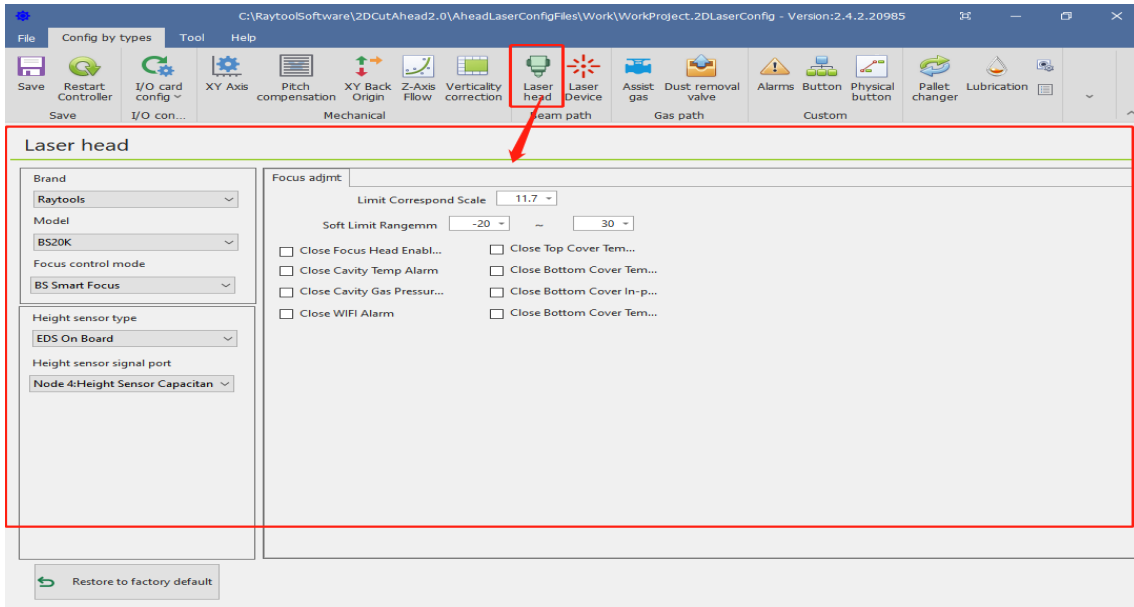 C:\RaytoolSoftware\2DCutAhead2.0\AheadLaserConfigFiles\Work\WorkProject.2DLaserConfig - Version:2.4.2.20985
File Config by types Tool Help
Save Restart Controller I/O card config XY Axis Pitch compensation XY Back Origin Z-Axis Fllow Verticality correction Laser head Laser Device Assist gas Dust removal valve Alarms Button Physical button Pallet changer Lubrication
Save I/O con... Mechanical Beam path Gas path Custom
Laser head
Brand
Raytools
Model
BS20K
Focus control mode
BS Smart Focus
Height sensor type
EDS On Board
Height sensor signal port
Node 4:Height Sensor Capacitan
Focus adjmt
Limit Correspond Scale 11.7
Soft Limit Rangemm -20 ~ 30
Close Focus Head Enabl... Close Top Cover Tem...
Close Cavity Temp Alarm Close Bottom Cover Tem...
Close Cavity Gas Pressur... Close Bottom Cover In-p...
Close WIFI Alarm Close Bottom Cover Tem...
Restore to factory default